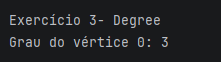 Exercício 3- Degree
Grau do vértice 0: 3